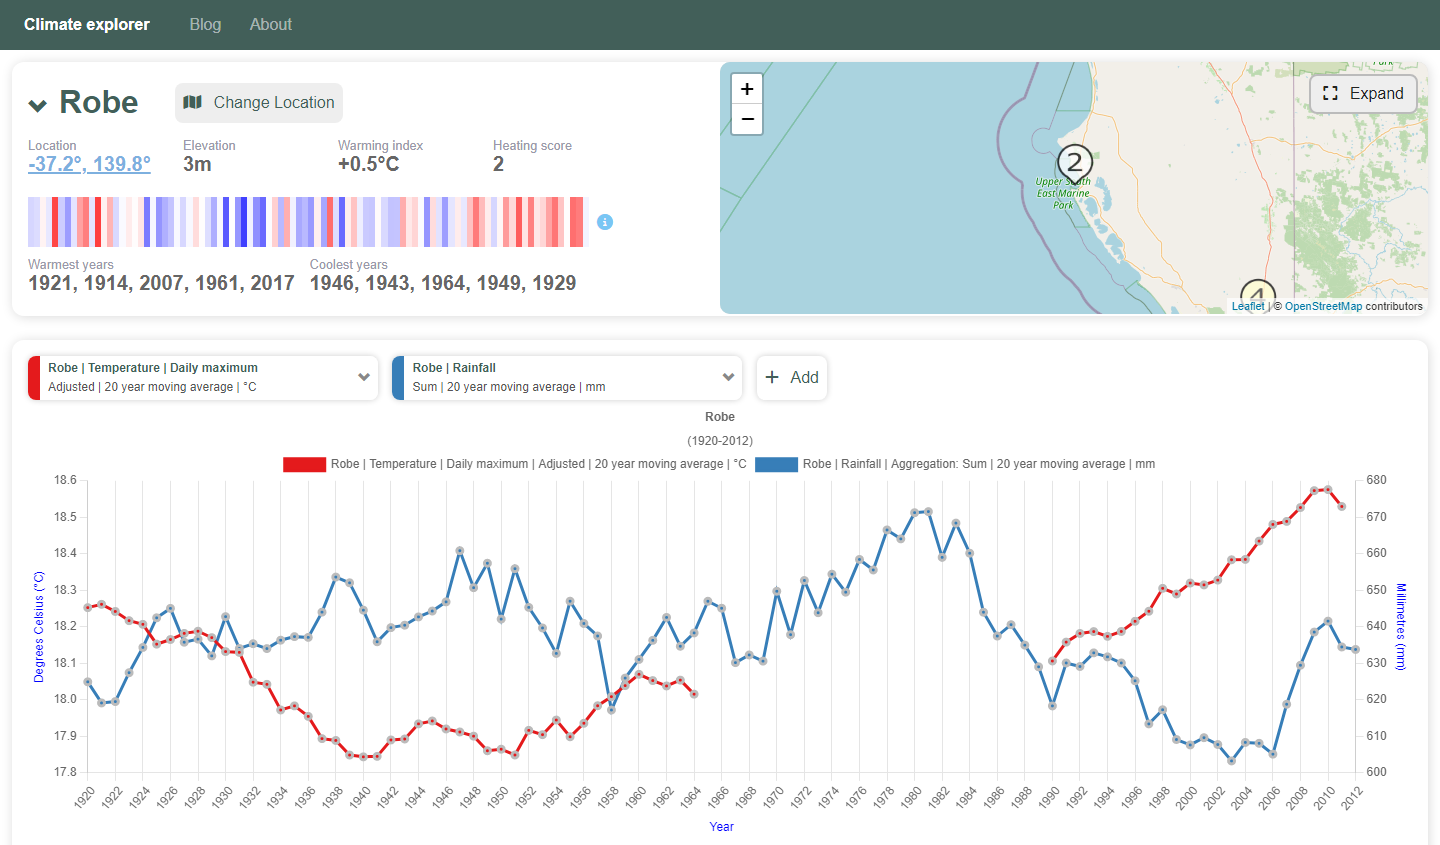 Climate explorer Blog About
Robe
Change Location
Location Elevation Warming index Heating score
-37.2°, 139.8° 3m +0.5°C 2
Warmest years Coolest years
1921, 1914, 2007, 1961, 2017 1946, 1943, 1964, 1949, 1929
+
−
Park
Expand
2
Upper South
East Marine
Park
4
Leaflet | © OpenStreetMap contributors
Robe | Temperature | Daily maximum
Adjusted | 20 year moving average | °C
Robe | Rainfall
Sum | 20 year moving average | mm
+ Add
Robe
(1920-2012)
Robe | Temperature | Daily maximum | Adjusted | 20 year moving average | °C
Robe | Rainfall | Aggregation: Sum | 20 year moving average | mm
Degrees Celsius (°C)
18.6
18.5
18.4
18.3
18.2
18.1
18.0
17.9
17.8
680
670
660
650
640
630
620
610
600
Millimetres (mm)
1920 1922 1924 1926 1928 1930 1932 1934 1936 1938 1940 1942 1944 1946 1948 1950 1952 1954 1956 1958 1960 1962 1964 1966 1968 1970 1972 1974 1976 1978 1980 1982 1984 1986 1988 1990 1992 1994 1996 1998 2000 2002 2004 2006 2008 2010 2012
Year